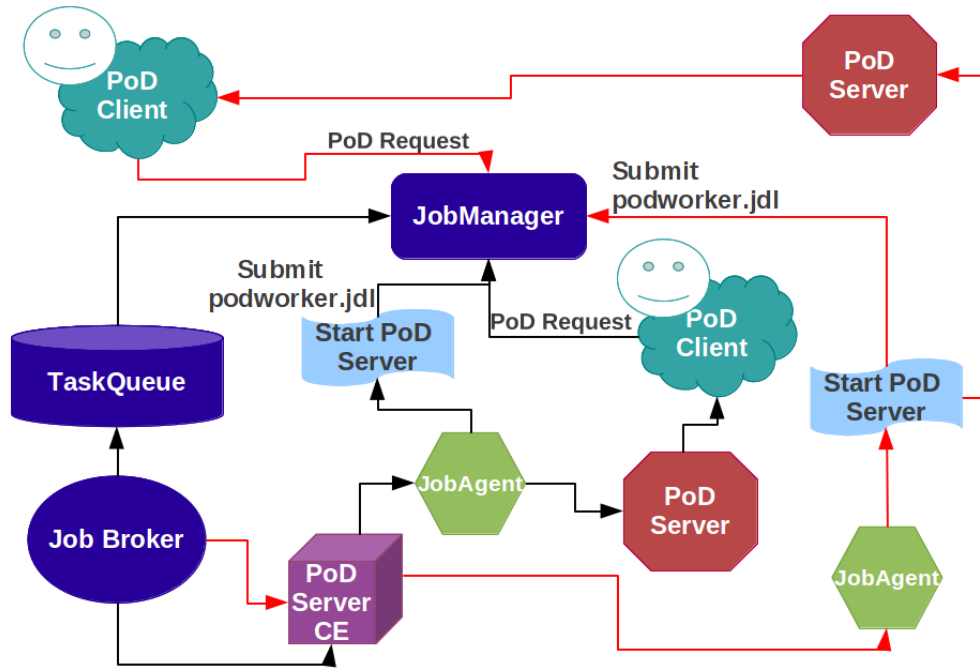 PoD
Client
PoD
Server
PoD Request
Submit
podworker.jdl
JobManager
Submit
podworker.jdl
Start PoD
Server
PoD Request
PoD
Client
TaskQueue
Start PoD
Server
JobAgent
PoD
Server
Job Broker
PoD
Server
CE
JobAgent